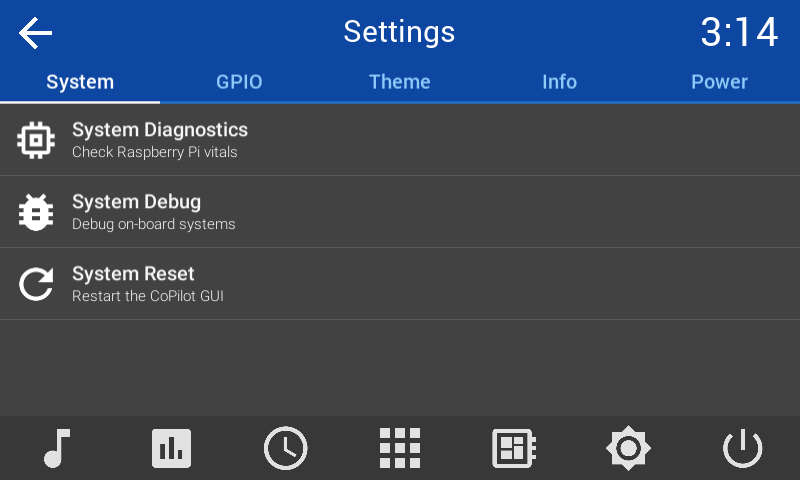 Settings
3:14
System
GPIO
Theme
Info
Power
System Diagnostics
Check Raspberry Pi vitals
System Debug
Debug on-board systems
System Reset
Restart the CoPilot GUI